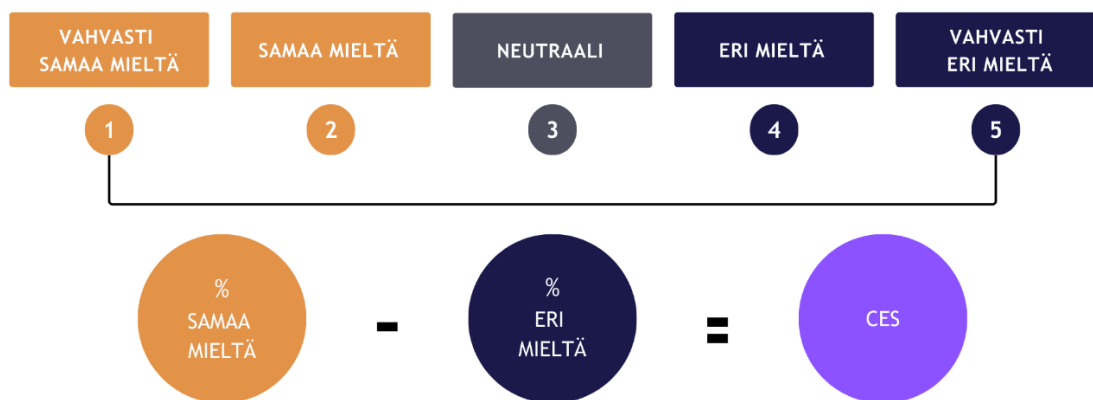 VAHVASTI
SAMAA MIELTÄ
SAMAA MIELTÄ
NEUTRAALI
ERI MIELTÄ
VAHVASTI
ERI MIELTÄ
1
2
3
4
5
%
SAMAA
MIELTÄ
-
%
ERI
MIELTÄ
=
CES